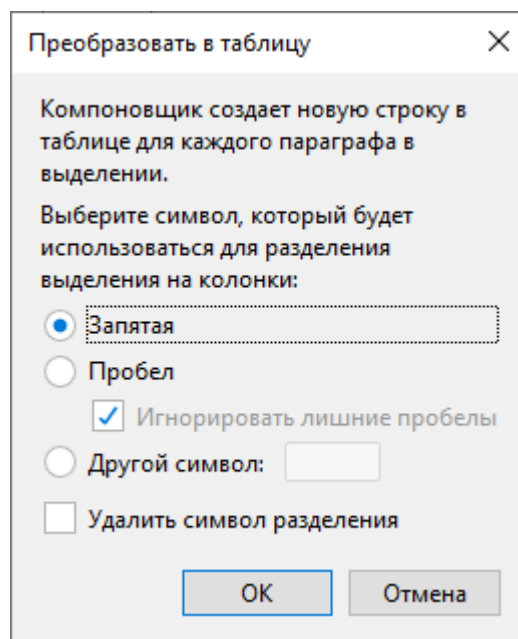 Преобразовать в таблицу
Компоновщик создает новую строку в
таблице для каждого параграфа в
выделении.
Выберите символ, который будет
использоваться для разделения
выделения на колонки:
Запятая
Пробел
Игнорировать лишние пробелы
Другой символ:
Удалить символ разделения
ОК
Отмена